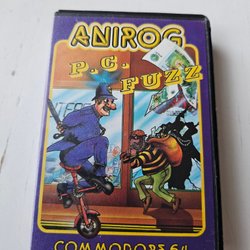 ANIROG
P.C. FUZZ
COMMODORE 64